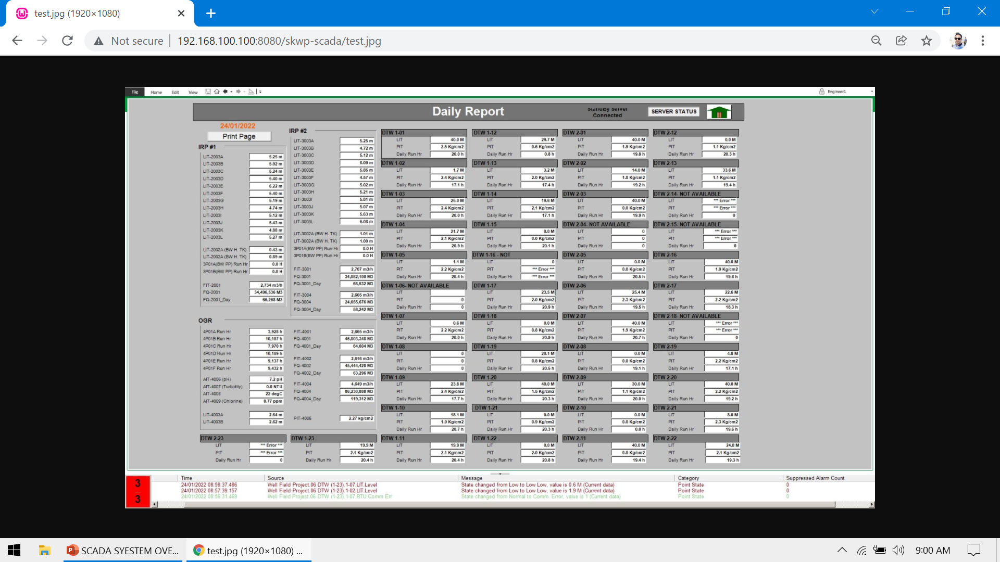 test.jpg (1920×1080)
Not secure
192.168.100.100:8080/skwp-scada/test.jpg
File Home Edit View
Engineer1
Daily Report
StandBy Server
Connected
SERVER STATUS
24/01/2022
Print Page
IRP #1
LIT-2003A 5.25 m
LIT-2003B 5.92 m
LIT-2003C 5.24 m
LIT-2003D 5.40 m
LIT-2003E 6.22 m
LIT-2003F 5.40 m
LIT-2003G 5.19 m
LIT-2003H 4.74 m
LIT-2003I 5.12 m
LIT-2003J 5.43 m
LIT-2003K 4.88 m
LIT-2003L 5.27 m
LIT-2002A (BW H. TK) 0.43 m
LIT-2002A (BW H. TK) 0.89 m
3P01A(BW PP) Run Hr 0.0 H
3P01B(BW PP) Run Hr 0.0 H
FIT-2001 2,734 m3/h
FQ-2001 34,496,536 M3
FQ-2001_Day 66,268 M3
IRP #2
LIT-3003A 5.25 m
LIT-3003B 4.72 m
LIT-3003C 5.12 m
LIT-3003D 6.09 m
LIT-3003E 5.85 m
LIT-3003F 4.57 m
LIT-3003G 5.02 m
LIT-3003H 5.21 m
LIT-3003I 5.81 m
LIT-3003J 5.07 m
LIT-3003K 5.63 m
LIT-3003L 6.08 m
LIT-3002A (BW H. TK) 1.01 m
LIT-3002A (BW H. TK) 1.00 m
3P01A(BW PP) Run Hr 0.0 H
3P01B(BW PP) Run Hr 0.0 H
FIT-3001 2,707 m3/h
FQ-3001 34,082,100 M3
FQ-3001_Day 66,532 M3
FIT-3004 2,605 m3/h
FQ-3004 24,655,676 M3
FQ-3004_Day 58,242 M3
OGR
4P01A Run Hr 3,928 h
4P01B Run Hr 10,187 h
4P01C Run Hr 7,970 h
4P01D Run Hr 10,189 h
4P01E Run Hr 9,137 h
4P01F Run Hr 9,432 h
AIT-4006 (pH) 7.2 pH
AIT-4007 (Turbidity) 0.0 NTU
AIT-4008 22 degC
AIT-4009 (Chlorine) 0.77 ppm
LIT-4003A 2.64 m
LIT-4003B 2.62 m
FIT-4001 2,665 m3/h
FQ-4001 46,803,348 M3
FQ-4001_Day 64,604 M3
FIT-4002 2,616 m3/h
FQ-4002 45,444,428 M3
FQ-4002_Day 63,296 M3
FIT-4004 4,649 m3/h
FQ-4004 86,236,888 M3
FQ-4004_Day 119,312 M3
PIT-4005 2.27 kg/cm2
DTW 2-23
LIT *** Error ***
PIT *** Error ***
Daily Run Hr 0
DTW 1-23
LIT 19.9 M
PIT 2.1 Kg/cm2
Daily Run Hr 20.4 h
DTW 1-01
LIT 40.0 M
PIT 2.5 Kg/cm2
Daily Run Hr 20.0 h
DTW 1-02
LIT 1.7 M
PIT 2.4 Kg/cm2
Daily Run Hr 17.1 h
DTW 1-03
LIT 25.0 M
PIT 2.4 Kg/cm2
Daily Run Hr 20.0 h
DTW 1-04
LIT 21.7 M
PIT 2.1 Kg/cm2
Daily Run Hr 20.9 h
DTW 1-05
LIT 1.1 M
PIT 2.2 Kg/cm2
Daily Run Hr 20.4 h
DTW 1-06- NOT AVAILABLE
LIT
PIT 0
Daily Run Hr 0
DTW 1-07
LIT 0.6 M
PIT 2.2 Kg/cm2
Daily Run Hr 20.0 h
DTW 1-08
LIT 0
PIT 0
Daily Run Hr 0
DTW 1-09
LIT 23.8 M
PIT 2.4 Kg/cm2
Daily Run Hr 17.7 h
DTW 1-10
LIT 18.1 M
PIT 1.9 Kg/cm2
Daily Run Hr 20.7 h
DTW 1-11
LIT 19.9 M
PIT 2.1 Kg/cm2
Daily Run Hr 20.4 h
DTW 1-12
LIT 29.7 M
PIT 0.6 Kg/cm2
Daily Run Hr 0.8 h
DTW 1-13
LIT 3.2 M
PIT 2.0 Kg/cm2
Daily Run Hr 17.4 h
DTW 1-14
LIT 19.6 M
PIT 2.1 Kg/cm2
Daily Run Hr 17.1 h
DTW 1-15
LIT 0.0 M
PIT 0.0 Kg/cm2
Daily Run Hr 20.1 h
DTW 1-16 - NOT
LIT 0
PIT *** Error ***
Daily Run Hr *** Error ***
DTW 1-17
LIT 23.5 M
PIT 2.0 Kg/cm2
Daily Run Hr 20.9 h
DTW 1-18
LIT 0.0 M
PIT 0.8 Kg/cm2
Daily Run Hr 20.9 h
DTW 1-19
LIT 20.1 M
PIT 0.8 Kg/cm2
Daily Run Hr 20.5 h
DTW 1-20
LIT 40.0 M
PIT 1.5 Kg/cm2
Daily Run Hr 20.3 h
DTW 1-21
LIT 0.0 M
PIT 0.9 Kg/cm2
Daily Run Hr 20.3 h
DTW 1-22
LIT 0.0 M
PIT 2.0 Kg/cm2
Daily Run Hr 20.8 h
DTW 2-01
LIT 40.0 M
PIT 1.9 Kg/cm2
Daily Run Hr 19.8 h
DTW 2-02
LIT 14.0 M
PIT 1.8 Kg/cm2
Daily Run Hr 19.2 h
DTW 2-03
LIT 40.0 M
PIT 0.0 Kg/cm2
Daily Run Hr 19.9 h
DTW 2-04- NOT AVAILABLE
LIT 0
PIT 0
Daily Run Hr 0
DTW 2-05
LIT 0.0 M
PIT 0.0 Kg/cm2
Daily Run Hr 20.5 h
DTW 2-06
LIT 25.4 M
PIT 2.3 Kg/cm2
Daily Run Hr 19.5 h
DTW 2-07
LIT 40.0 M
PIT 1.9 Kg/cm2
Daily Run Hr 20.7 h
DTW 2-08
LIT 0.0 M
PIT 0.0 Kg/cm2
Daily Run Hr 19.1 h
DTW 2-09
LIT 30.0 M
PIT 1.1 Kg/cm2
Daily Run Hr 20.0 h
DTW 2-10
LIT 0.0 M
PIT 0.0 Kg/cm2
Daily Run Hr 0.0 h
DTW 2-11
LIT 40.0 M
PIT 0.0 Kg/cm2
Daily Run Hr 19.4 h
DTW 2-12
LIT 0.0 M
PIT 1.1 Kg/cm2
Daily Run Hr 20.3 h
DTW 2-13
LIT 33.6 M
PIT 1.1 Kg/cm2
Daily Run Hr 19.4 h
DTW 2-14- NOT AVAILABLE
LIT *** Error ***
PIT *** Error ***
Daily Run Hr 0
DTW 2-15- NOT AVAILABLE
LIT *** Error ***
PIT *** Error ***
Daily Run Hr 0
DTW 2-16
LIT 40.0 M
PIT 1.9 Kg/cm2
Daily Run Hr 19.6 h
DTW 2-17
LIT 22.6 M
PIT 2.2 Kg/cm2
Daily Run Hr 18.3 h
DTW 2-18- NOT AVAILABLE
LIT *** Error ***
PIT *** Error ***
Daily Run Hr 0
DTW 2-19
LIT 4.8 M
PIT 2.2 Kg/cm2
Daily Run Hr 17.1 h
DTW 2-20
LIT 40.0 M
PIT 2.2 Kg/cm2
Daily Run Hr 19.2 h
DTW 2-21
LIT 8.0 M
PIT 2.3 Kg/cm2
Daily Run Hr 19.6 h
DTW 2-22
LIT 24.8 M
PIT 2.1 Kg/cm2
Daily Run Hr 19.3 h
3
3
Time Source Message Category Suppressed Alarm Count
24/01/2022 08:58:37.486 Well Field Project.06 DTW (1-23).1-07.LIT.Level State changed from Low to Low Low, value is 0.6 M (Current data) Point State 0
24/01/2022 08:57:39.157 Well Field Project.06 DTW (1-23).1-02.LIT.Level State changed from Low to Low Low, value is 1.9 M (Current data) Point State 0
24/01/2022 08:56:31.469 Well Field Project.06 DTW (1-23).1-07.RTU Comm Err State changed from Normal to Comm. Error, value is 1 (Current data) Point State 0
SCADA SYESTEM OVE...
test.jpg (1920×1080) ...
9:00 AM